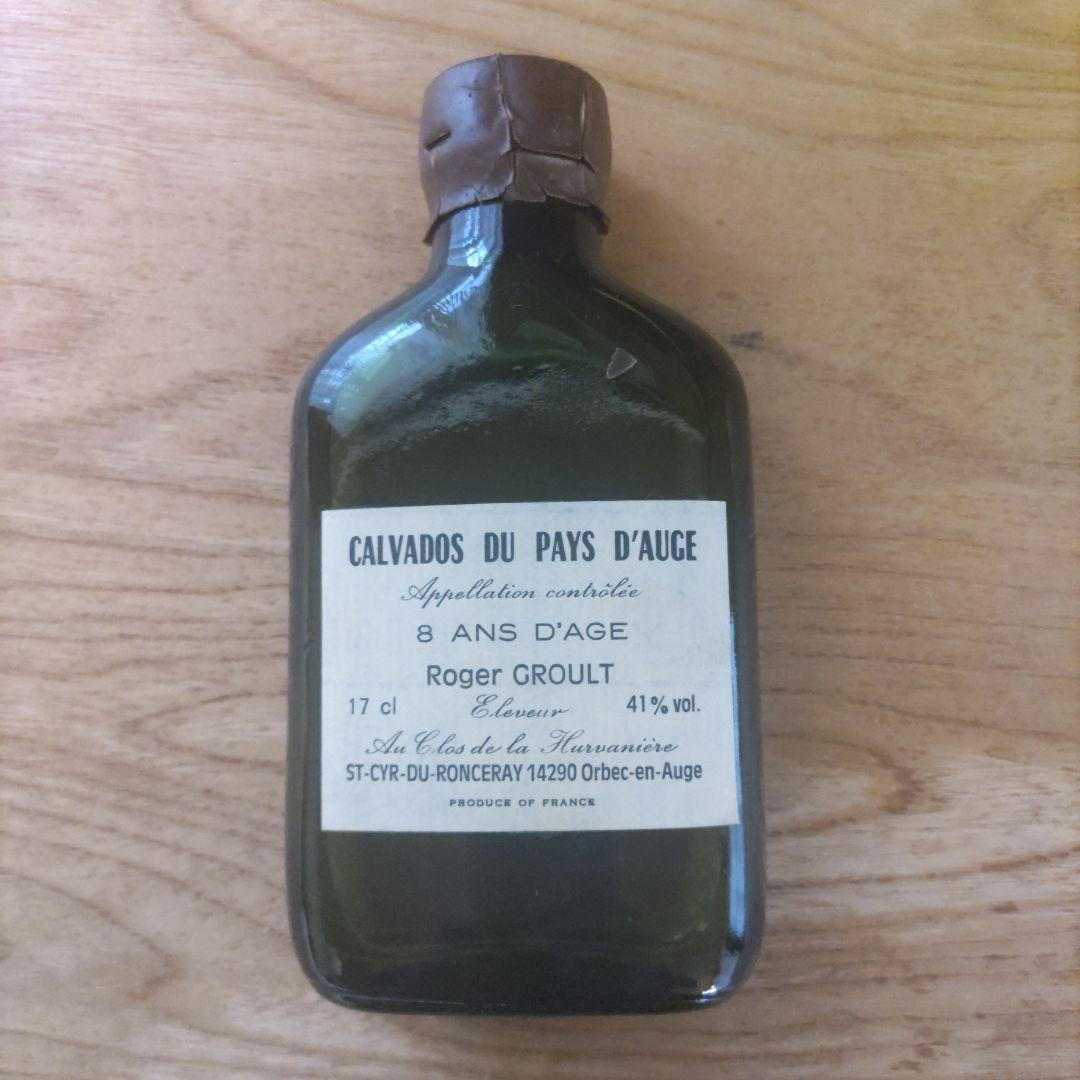 CALVADOS DU PAYS D'AUGE
Appellation contrôlée
8 ANS D'AGE
Roger GROULT
17 cl Eleveur 41% vol.
Au Clos de la Hurvanière
ST-CYR-DU-RONCERAY 14290 Orbec-en-Auge
PRODUCE OF FRANCE